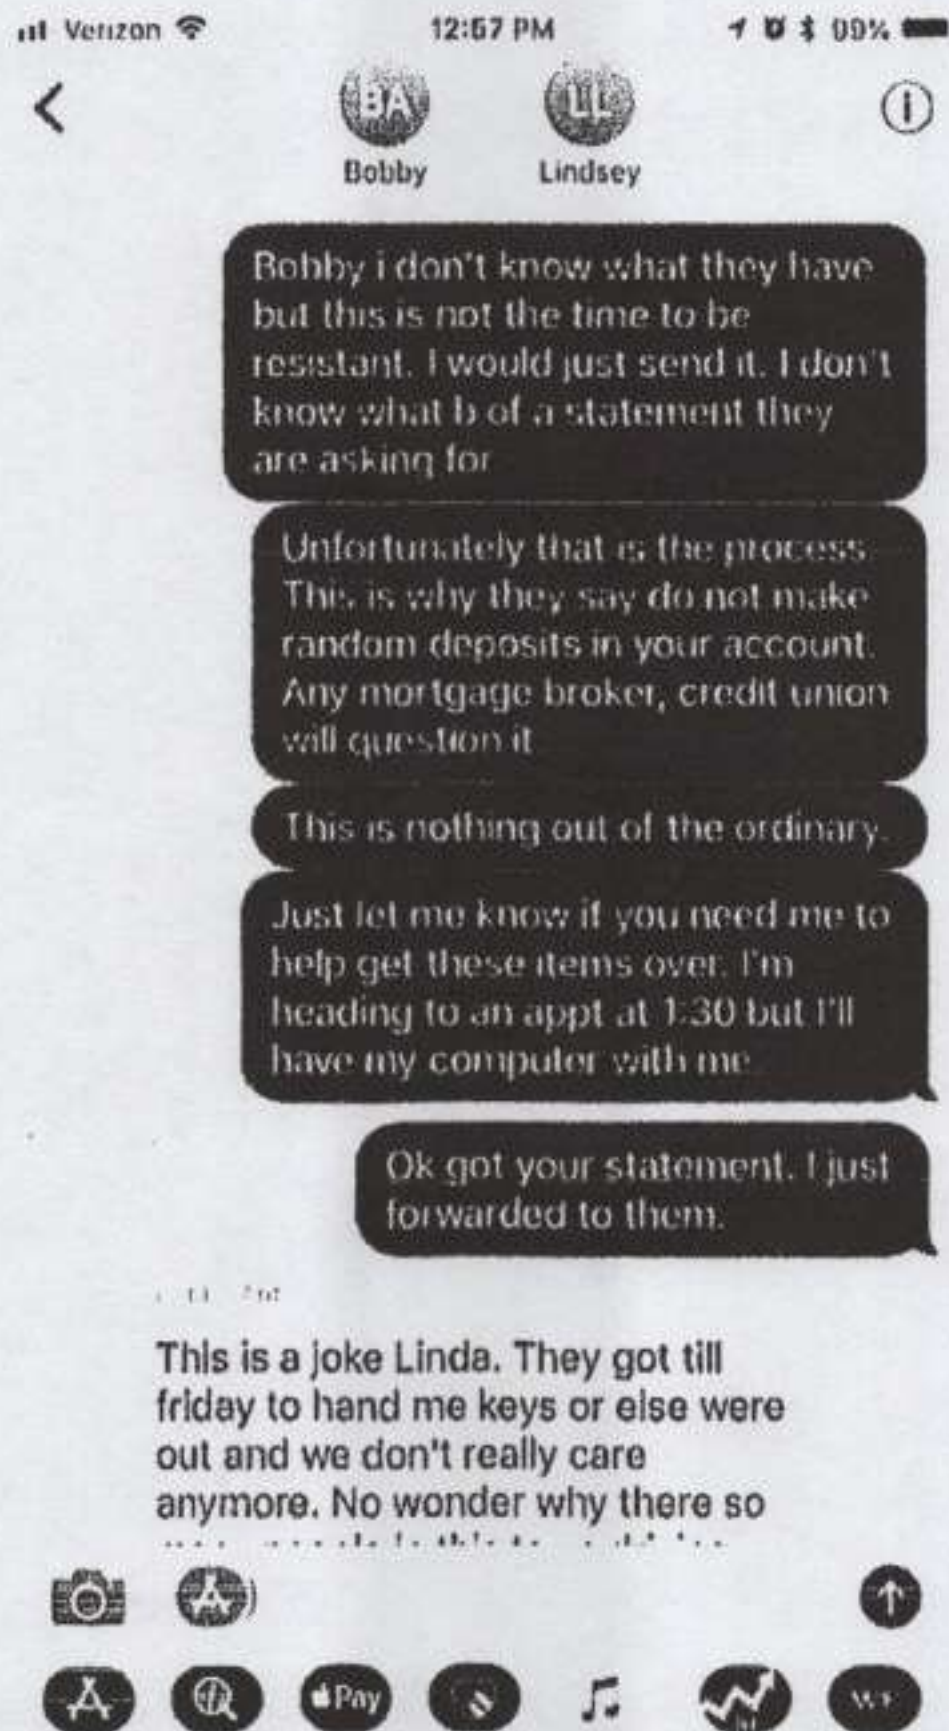 Verizon 12:57 PM 99%
BA LL
Bobby Lindsey
Bobby i don't know what they have
but this is not the time to be
resistant. I would just send it. I don't
know what b of a statement they
are asking for
Unfortunately that is the process
This is why they say do not make
random deposits in your account.
Any mortgage broker, credit union
will question it
This is nothing out of the ordinary.
Just let me know if you need me to
help get these items over. I'm
heading to an appt at 1:30 but I'll
have my computer with me
Ok got your statement. I just
forwarded to them.
This is a joke Linda. They got till
friday to hand me keys or else were
out and we don't really care
anymore. No wonder why there so
Pay